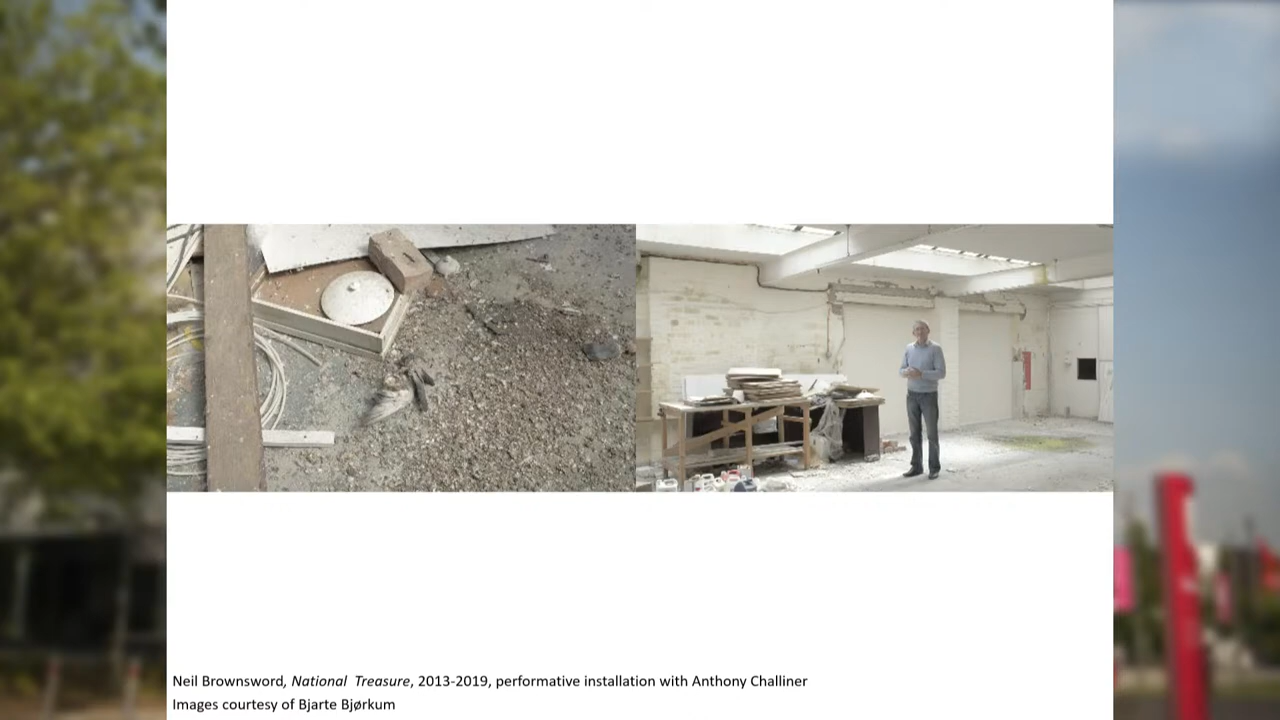 Neil Brownsword, National Treasure, 2013-2019, performative installation with Anthony Challiner
Images courtesy of Bjarte Bjørkum